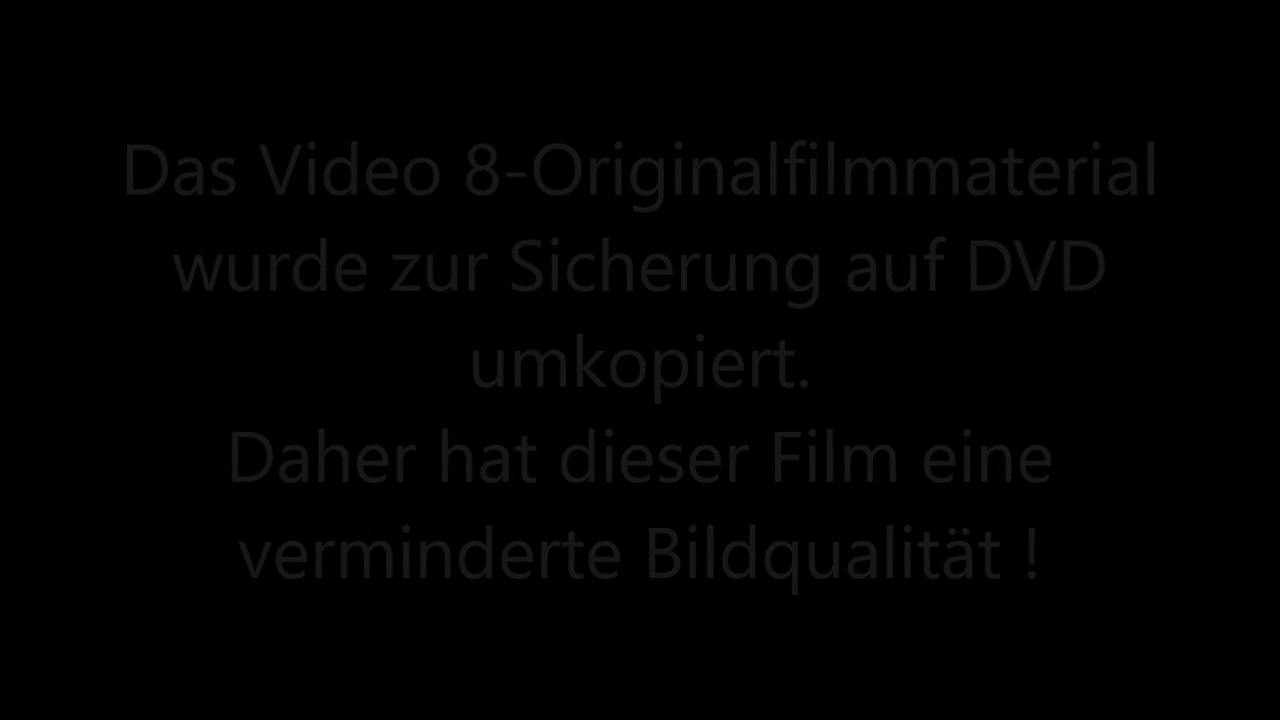 Das Video 8-Originalfilmmaterial
wurde zur Sicherung auf DVD
umkopiert.
Daher hat dieser Film eine
verminderte Bildqualität !